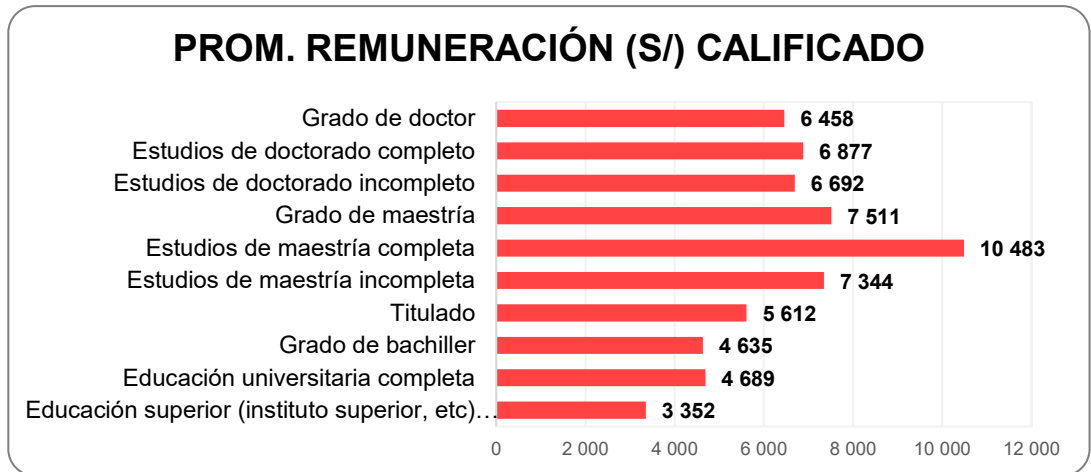 PROM. REMUNERACIÓN (S/) CALIFICADO
Grado de doctor 6 458
Estudios de doctorado completo 6 877
Estudios de doctorado incompleto 6 692
Grado de maestría 7 511
Estudios de maestría completa 10 483
Estudios de maestría incompleta 7 344
Titulado 5 612
Grado de bachiller 4 635
Educación universitaria completa 4 689
Educación superior (instituto superior, etc)… 3 352
0 2 000 4 000 6 000 8 000 10 000 12 000